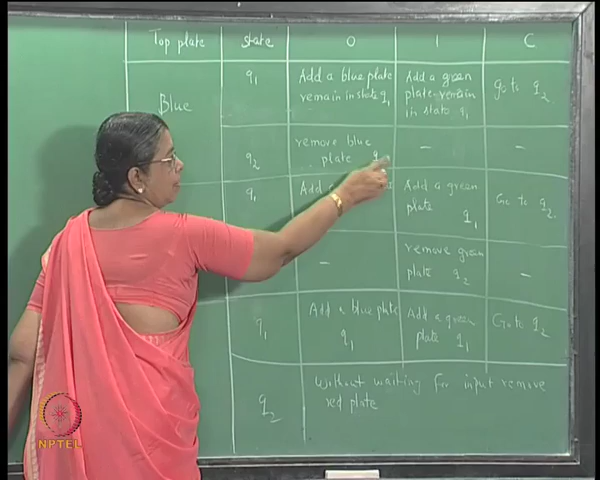 Top plate state 0 1 C
q1 Add a blue plate Add a green go to q2
remain in state q1 plate remain
Blue in state q1
remove blue
q2 plate — —
q1 Add Add a green Go to q2
plate q1
— remove green
plate q2 —
q1 Add a blue plate Add a green Go to q2
q1 plate q1
q2 Without waiting for input remove
red plate
NPTEL